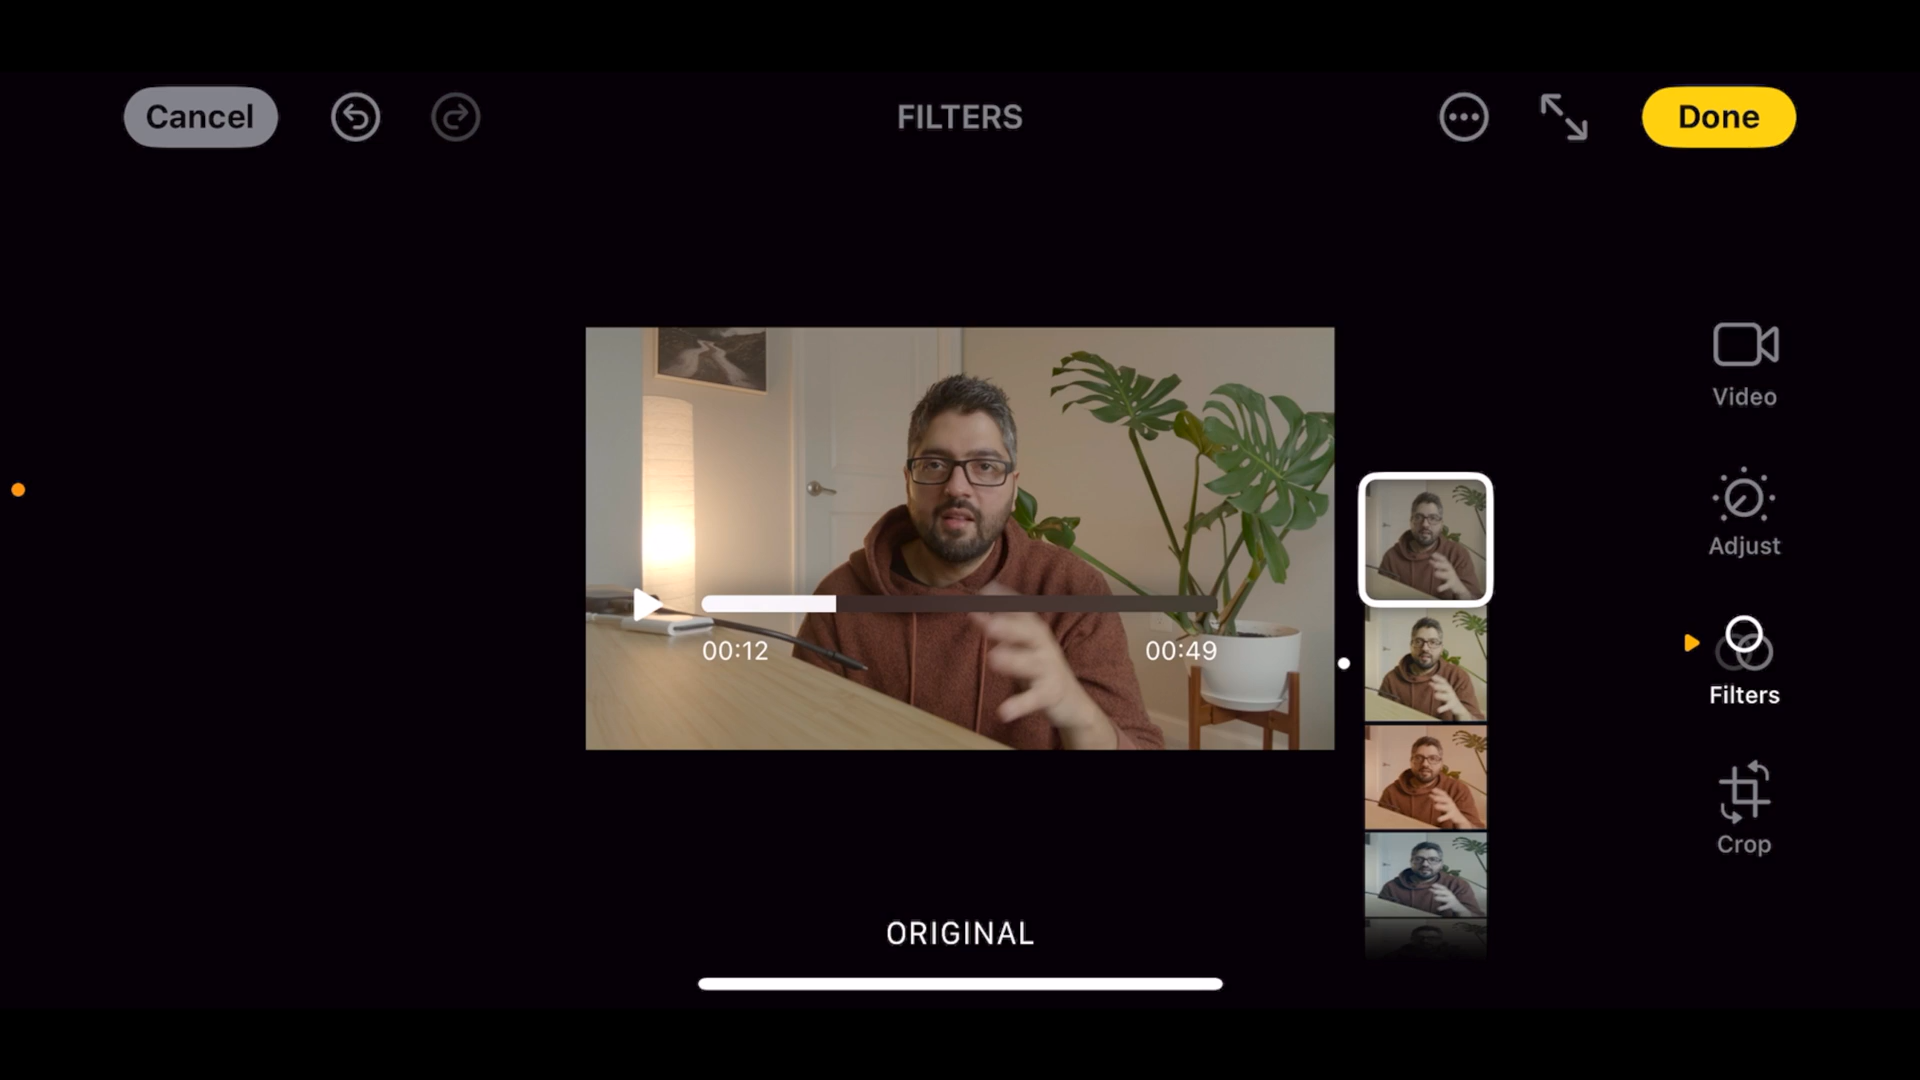 Cancel
FILTERS
Done
Video
Adjust
00:12
00:49
Filters
Crop
ORIGINAL